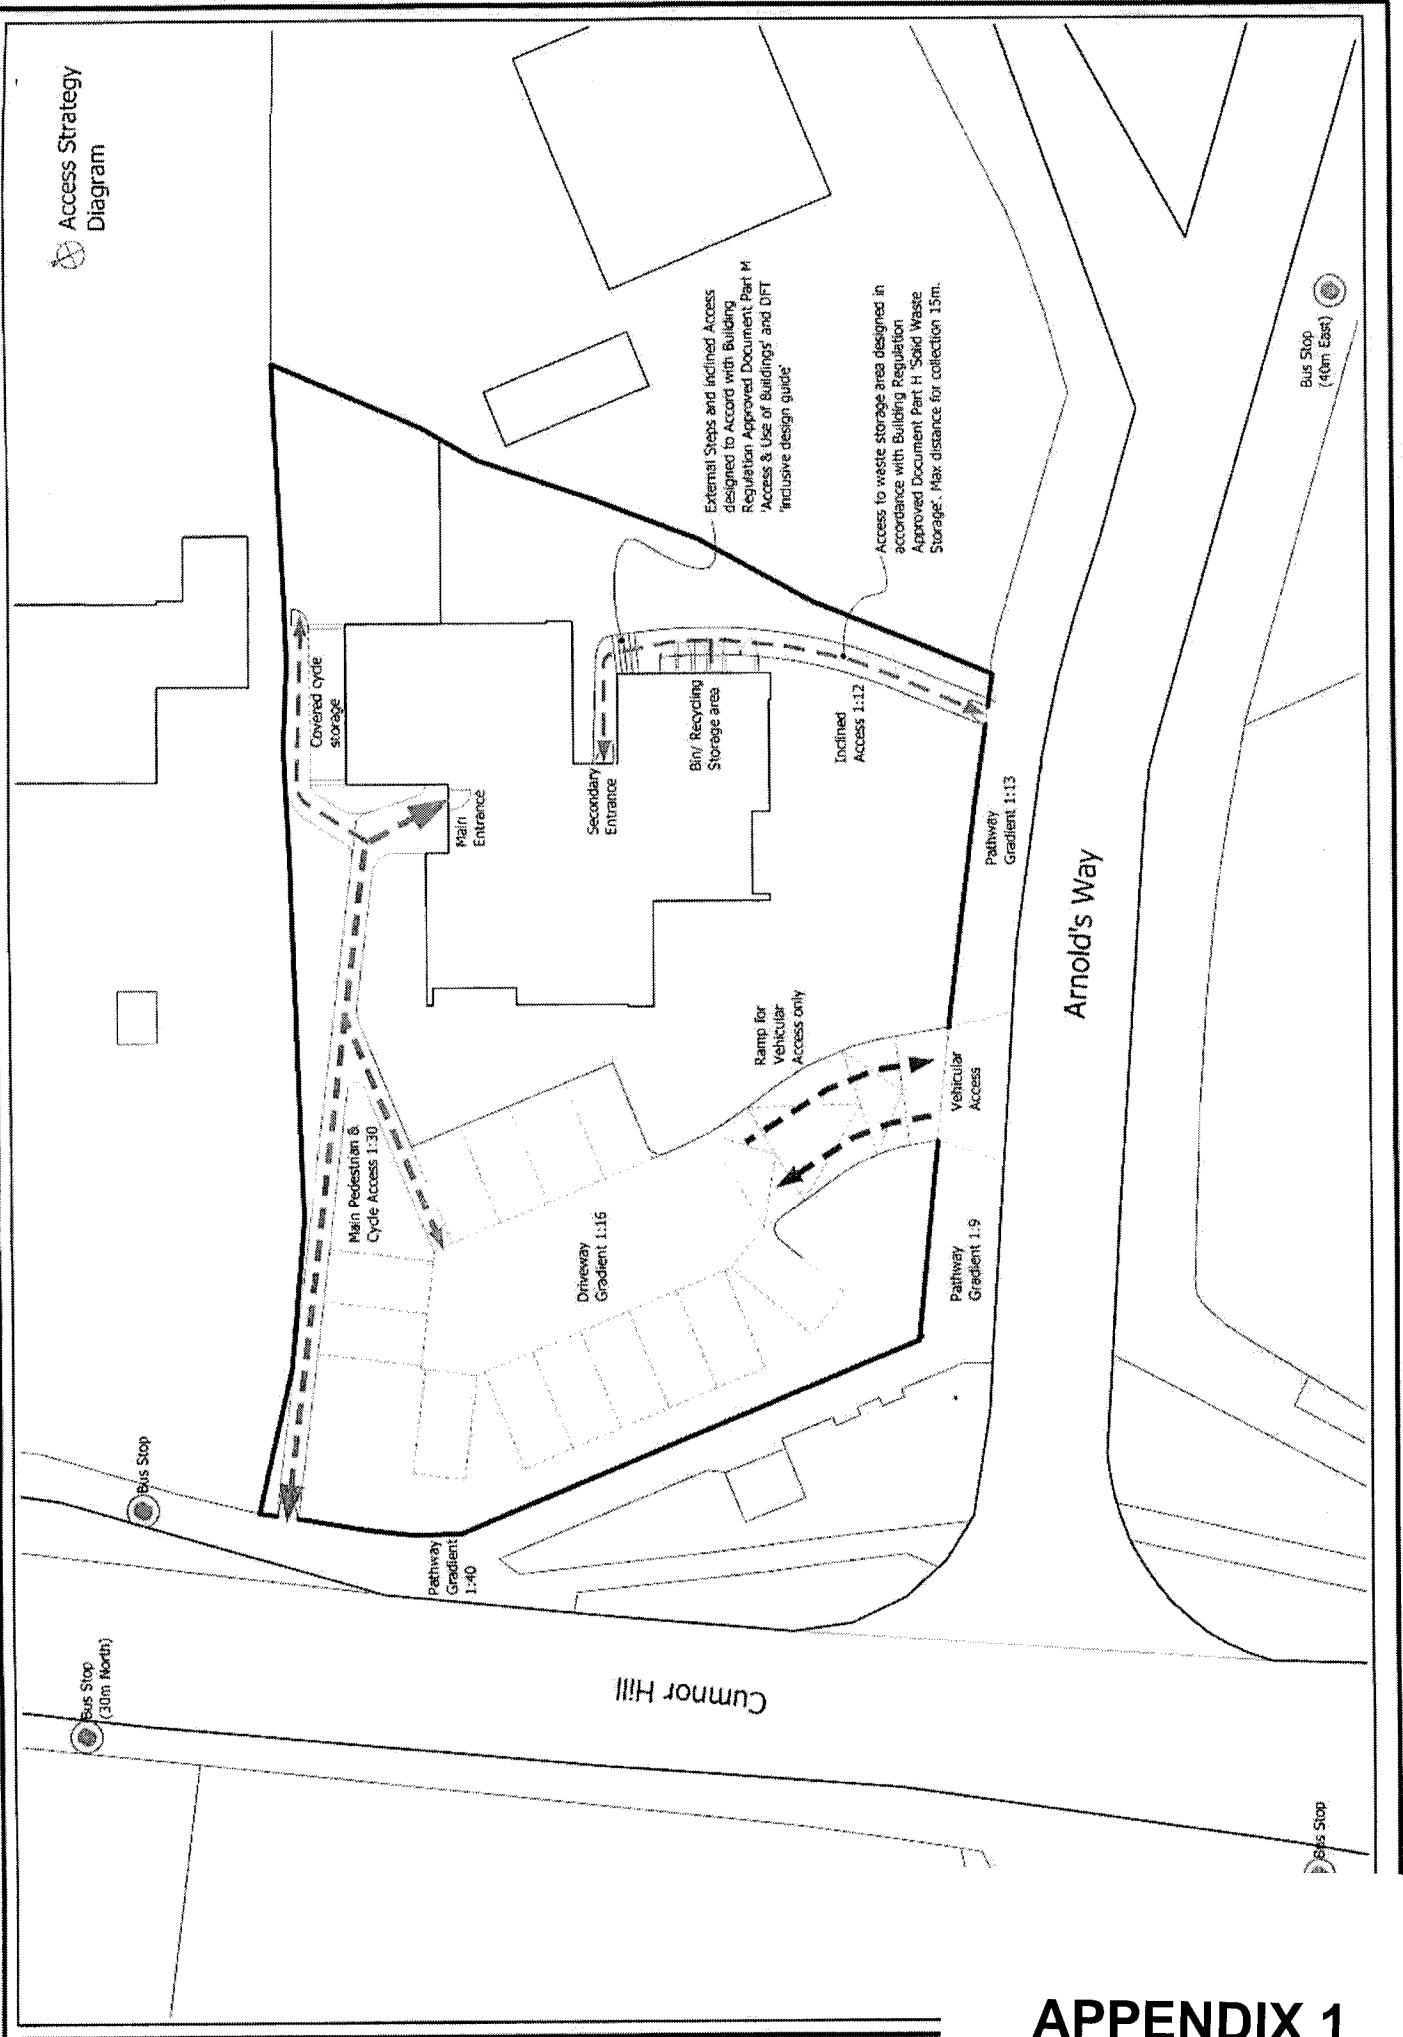 Access Strategy
Diagram
External Steps and inclined Access
designed to Accord with Building
Regulation Approved Document Part M
'Access & Use of Buildings' and DFT
'inclusive design guide'
Access to waste storage area designed in
accordance with Building Regulation
Approved Document Part H 'Solid Waste
Storage'. Max distance for collection 15m.
Bus Stop
(40m East)
Covered cycle
storage
Main
Entrance
Secondary
Entrance
Bin/ Recycling
Storage area
Inclined
Access 1:12
Pathway
Gradient 1:13
Arnold's Way
Ramp for
Vehicular
Access only
Vehicular
Access
Main Pedestrian &
Cycle Access 1:30
Driveway
Gradient 1:16
Pathway
Gradient 1:9
Bus Stop
Pathway
Gradient
1:40
Bus Stop
(30m North)
Cumnor Hill
Bus Stop
APPENDIX 1